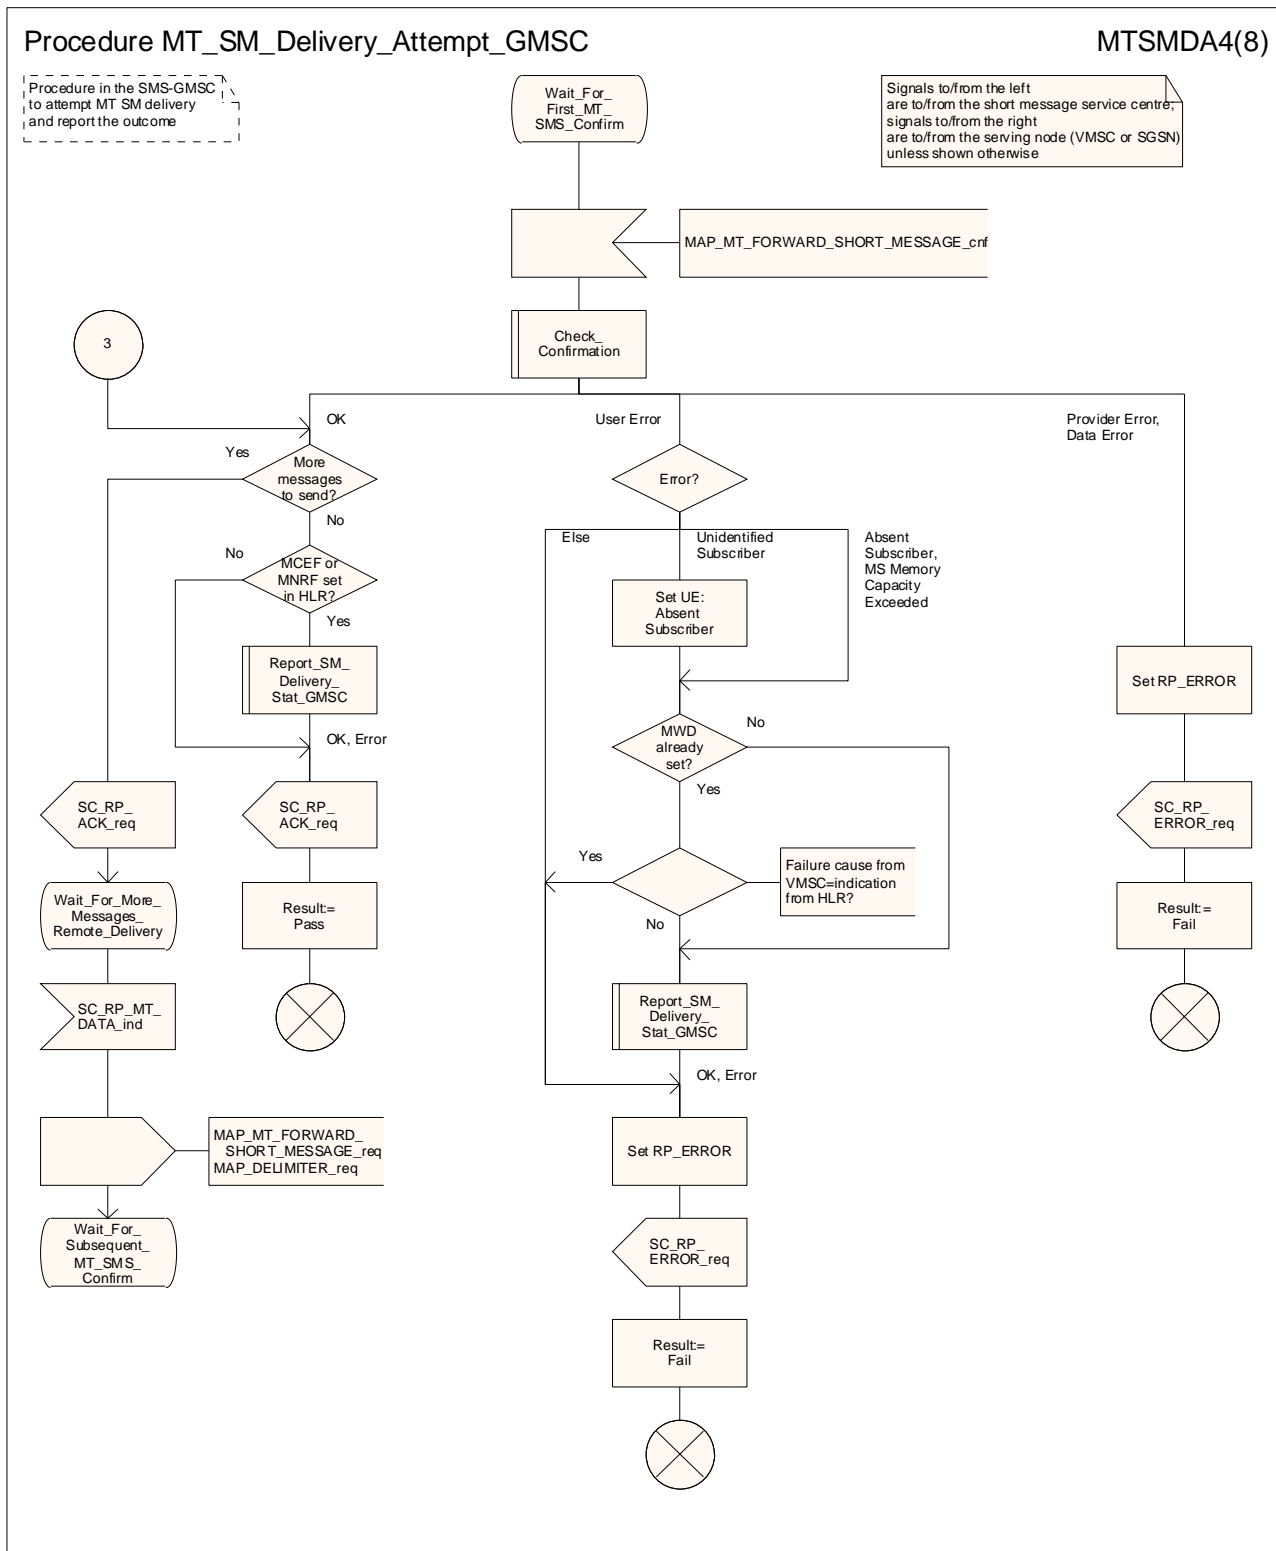 Procedure MT_SM_Delivery_Attempt_GMSC
MTSMDA4(8)
Procedure in the SMS-GMSC
to attempt MT SM delivery
and report the outcome
Wait_For_
First_MT_
SMS_Confirm
Signals to/from the left
are to/from the short message service centre;
signals to/from the right
are to/from the serving node (VMSC or SGSN)
unless shown otherwise
MAP_MT_FORWARD_SHORT_MESSAGE_cnf
Check_
Confirmation
3
OK
User Error
Provider Error,
Data Error
Yes
More
messages
to send?
No
Error?
Else
Unidentified
Subscriber
Absent
Subscriber,
MS Memory
Capacity
Exceeded
No
MCEF or
MNRF set
in HLR?
Yes
Set UE:
Absent
Subscriber
Report_SM_
Delivery_
Stat_GMSC
Set RP_ERROR
OK, Error
MWD
already
set?
No
Yes
SC_RP_
ACK_req
SC_RP_
ACK_req
SC_RP_
ERROR_req
Yes
Failure cause from
VMSC=indication
from HLR?
No
Wait_For_More_
Messages_
Remote_Delivery
Result:=
Pass
Result:=
Fail
SC_RP_MT_
DATA_ind
Report_SM_
Delivery_
Stat_GMSC
OK, Error
MAP_MT_FORWARD_
SHORT_MESSAGE_req
MAP_DELIMITER_req
Set RP_ERROR
Wait_For_
Subsequent_
MT_SMS_
Confirm
SC_RP_
ERROR_req
Result:=
Fail